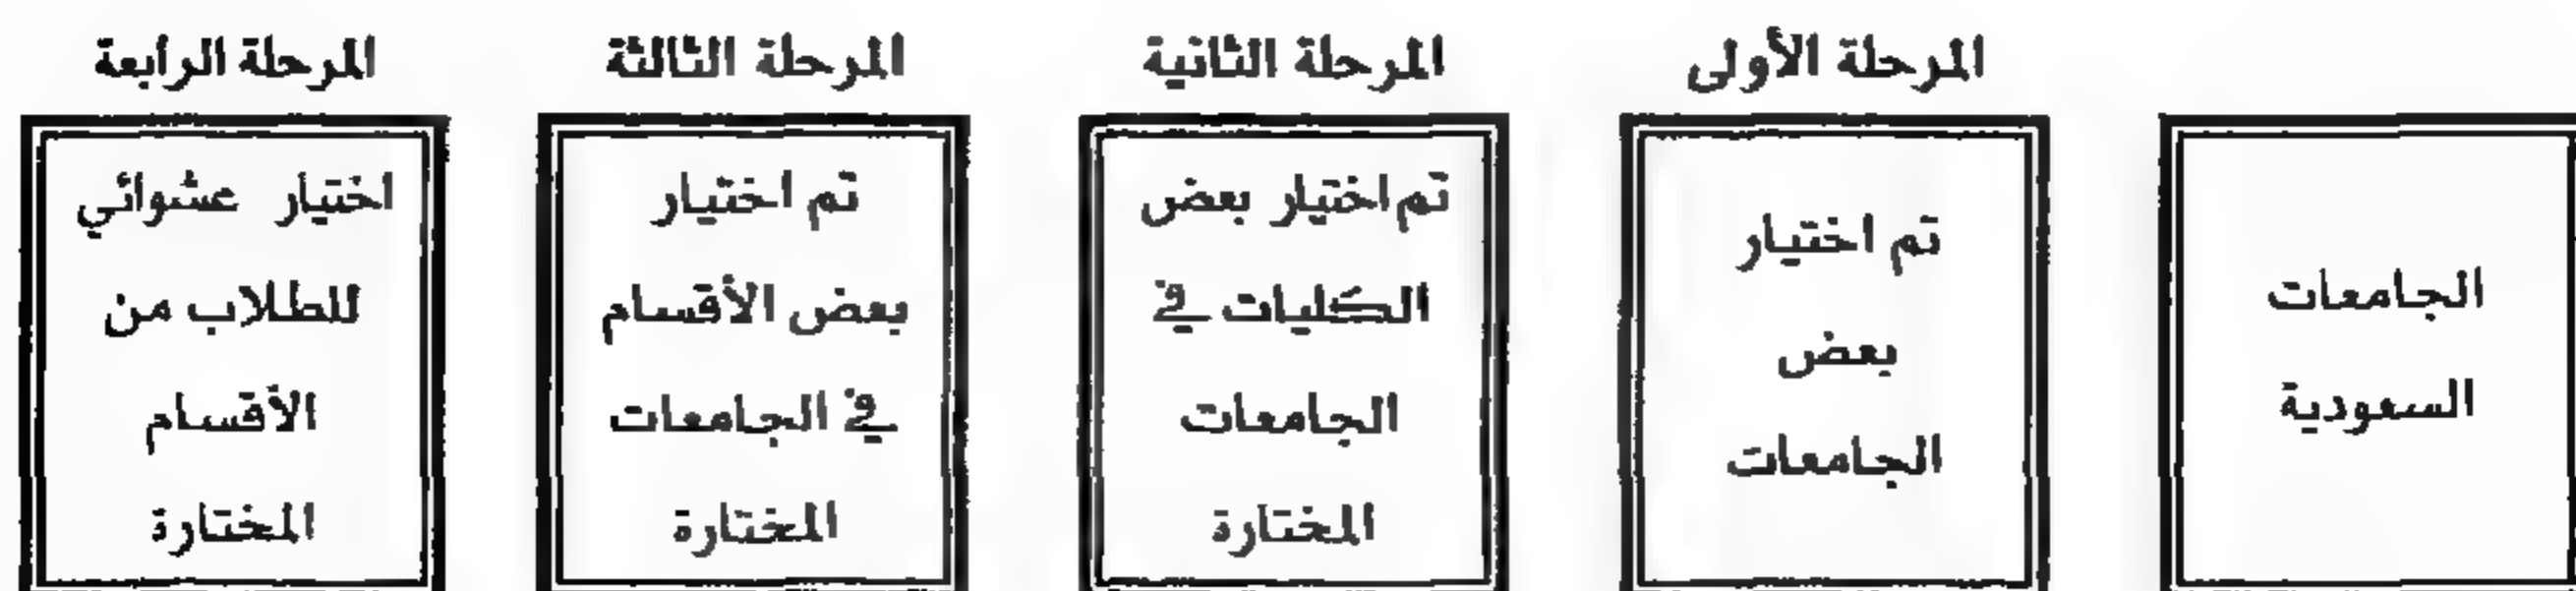 الجامعات
السعودية
المرحلة الأولى
تم اختيار
بعض
الجامعات
المرحلة الثانية
تم اختيار بعض
الكليات في
الجامعات
المختارة
المرحلة الثالثة
تم اختيار
بعض الأقسام
في الجامعات
المختارة
المرحلة الرابعة
اختيار عشوائي
للطلاب من
الأقسام
المختارة